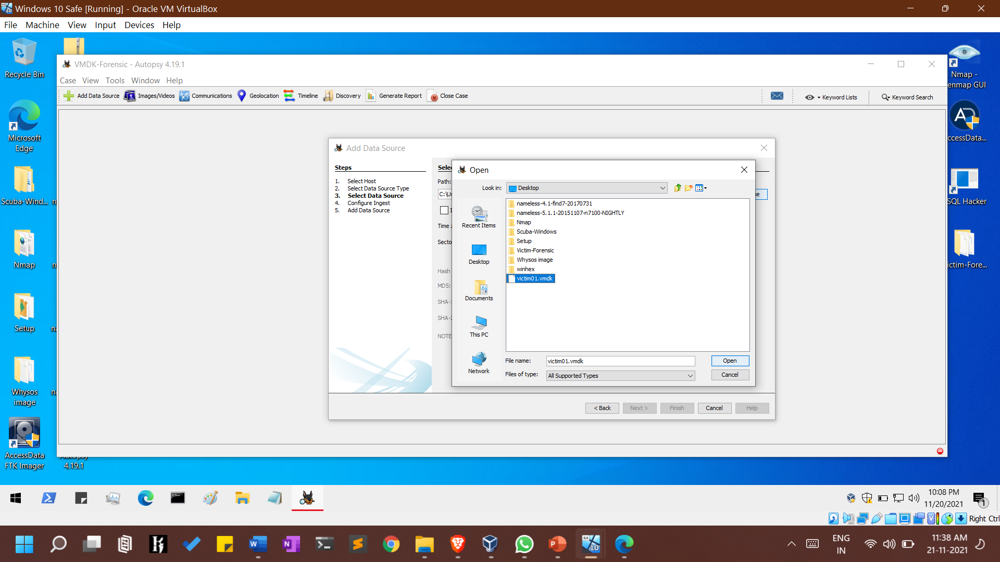 Windows 10 Safe [Running] - Oracle VM VirtualBox
File Machine View Input Devices Help
Recycle Bin
Microsoft
Edge
Scuba-Wind...
Nmap
Setup
Whysos
image
AccessData
FTK Imager
4.19.1
VMDK-Forensic - Autopsy 4.19.1
Case View Tools Window Help
Add Data Source Images/Videos Communications Geolocation Timeline Discovery Generate Report Close Case
Keyword Lists Keyword Search
Add Data Source
Steps
1. Select Host
2. Select Data Source Type
3. Select Data Source
4. Configure Ingest
5. Add Data Source
Selec
Path:
C:\Us
Time
Secto
Hash
MD5:
SHA-1
SHA-2
NOTE
se
Open
Look in: Desktop
Recent Items
Desktop
Documents
This PC
Network
nameless-4.1-find7-20170731
nameless-5.1.1-20151107-n7100-NIGHTLY
Nmap
Scuba-Windows
Setup
Victim-Forensic
Whysos image
winhex
victim01.vmdk
File name: victim01.vmdk Open
Files of type: All Supported Types Cancel
< Back Next > Finish Cancel Help
Nmap -
enmap GUI
ccessData...
SQL Hacker
ictim-Fore...
10:08 PM
11/20/2021
1
Right Ctrl
ENG
IN
11:38 AM
21-11-2021